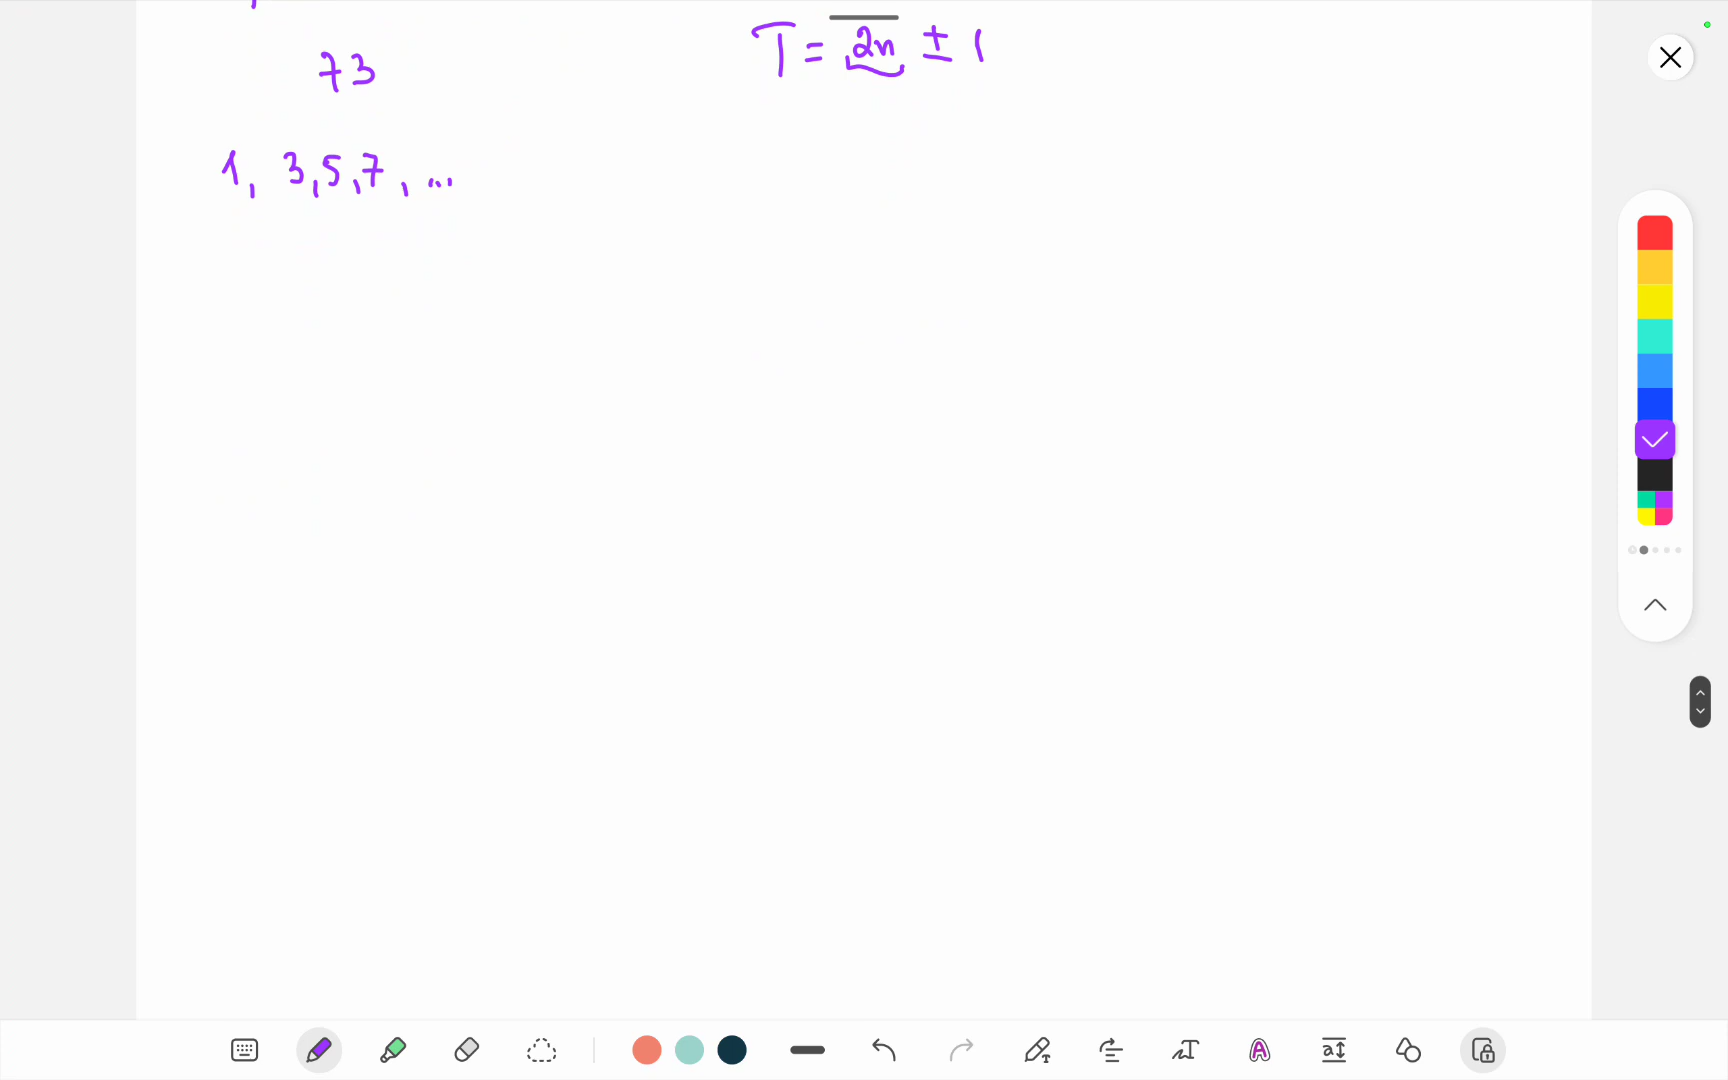 73
T = 2n ± 1
1, 3, 5, 7, ...